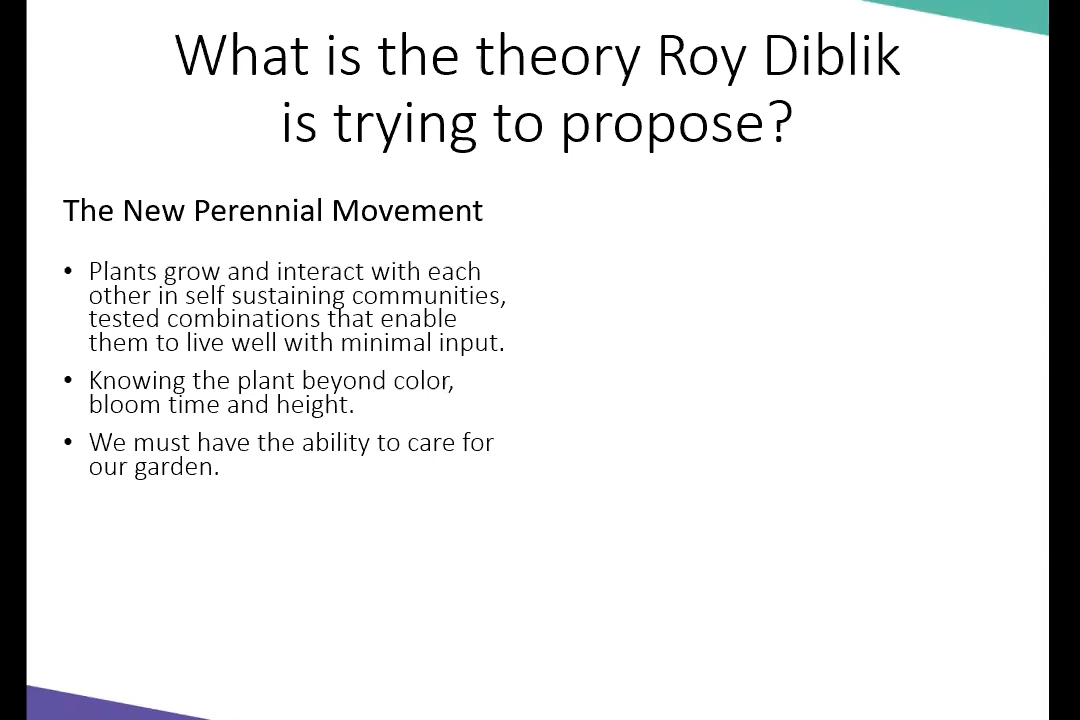 What is the theory Roy Diblik
is trying to propose?
The New Perennial Movement
• Plants grow and interact with each
other in self sustaining communities,
tested combinations that enable
them to live well with minimal input.
• Knowing the plant beyond color,
bloom time and height.
• We must have the ability to care for
our garden.